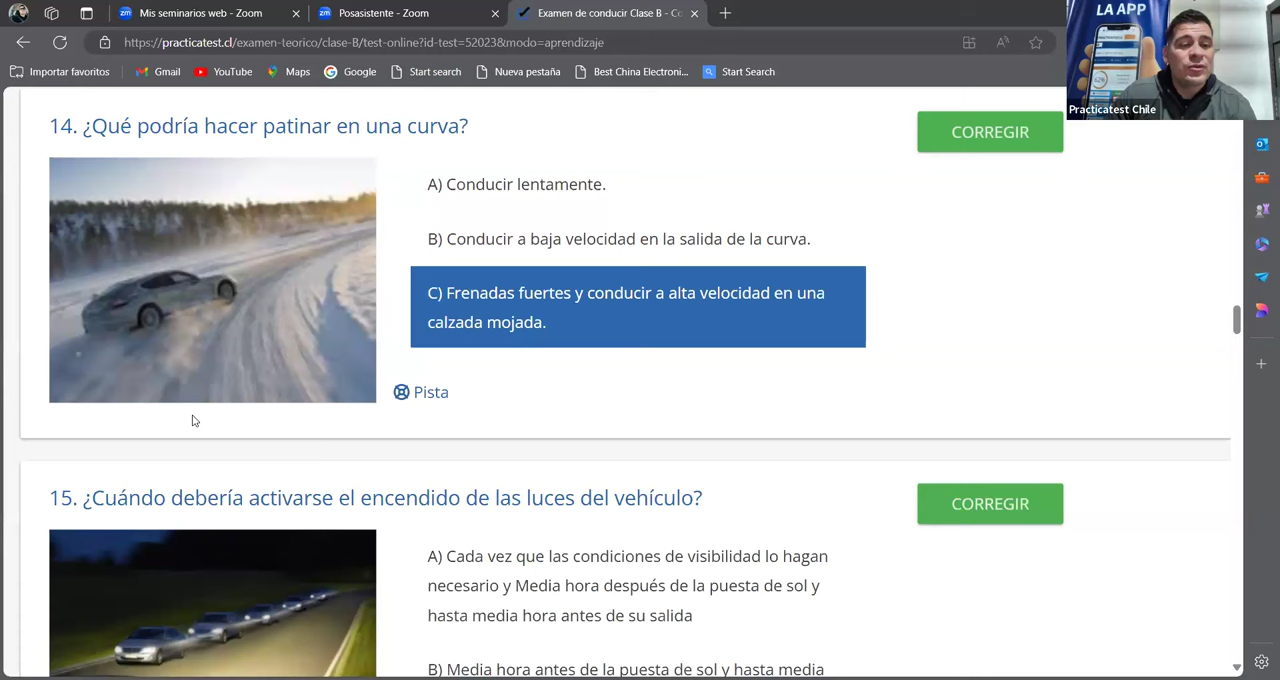 Mis seminarios web - Zoom
Posasistente - Zoom
Examen de conducir Clase B - Co
https://practicatest.cl/examen-teorico/clase-B/test-online?id-test=52023&modo=aprendizaje
Importar favoritos
Gmail
YouTube
Maps
Google
Start search
Nueva pestaña
Best China Electroni...
Start Search
LA APP
Practicatest Chile
14. ¿Qué podría hacer patinar en una curva?
CORREGIR
A) Conducir lentamente.
B) Conducir a baja velocidad en la salida de la curva.
C) Frenadas fuertes y conducir a alta velocidad en una
calzada mojada.
Pista
15. ¿Cuándo debería activarse el encendido de las luces del vehículo?
CORREGIR
A) Cada vez que las condiciones de visibilidad lo hagan
necesario y Media hora después de la puesta de sol y
hasta media hora antes de su salida
B) Media hora antes de la puesta de sol y hasta media